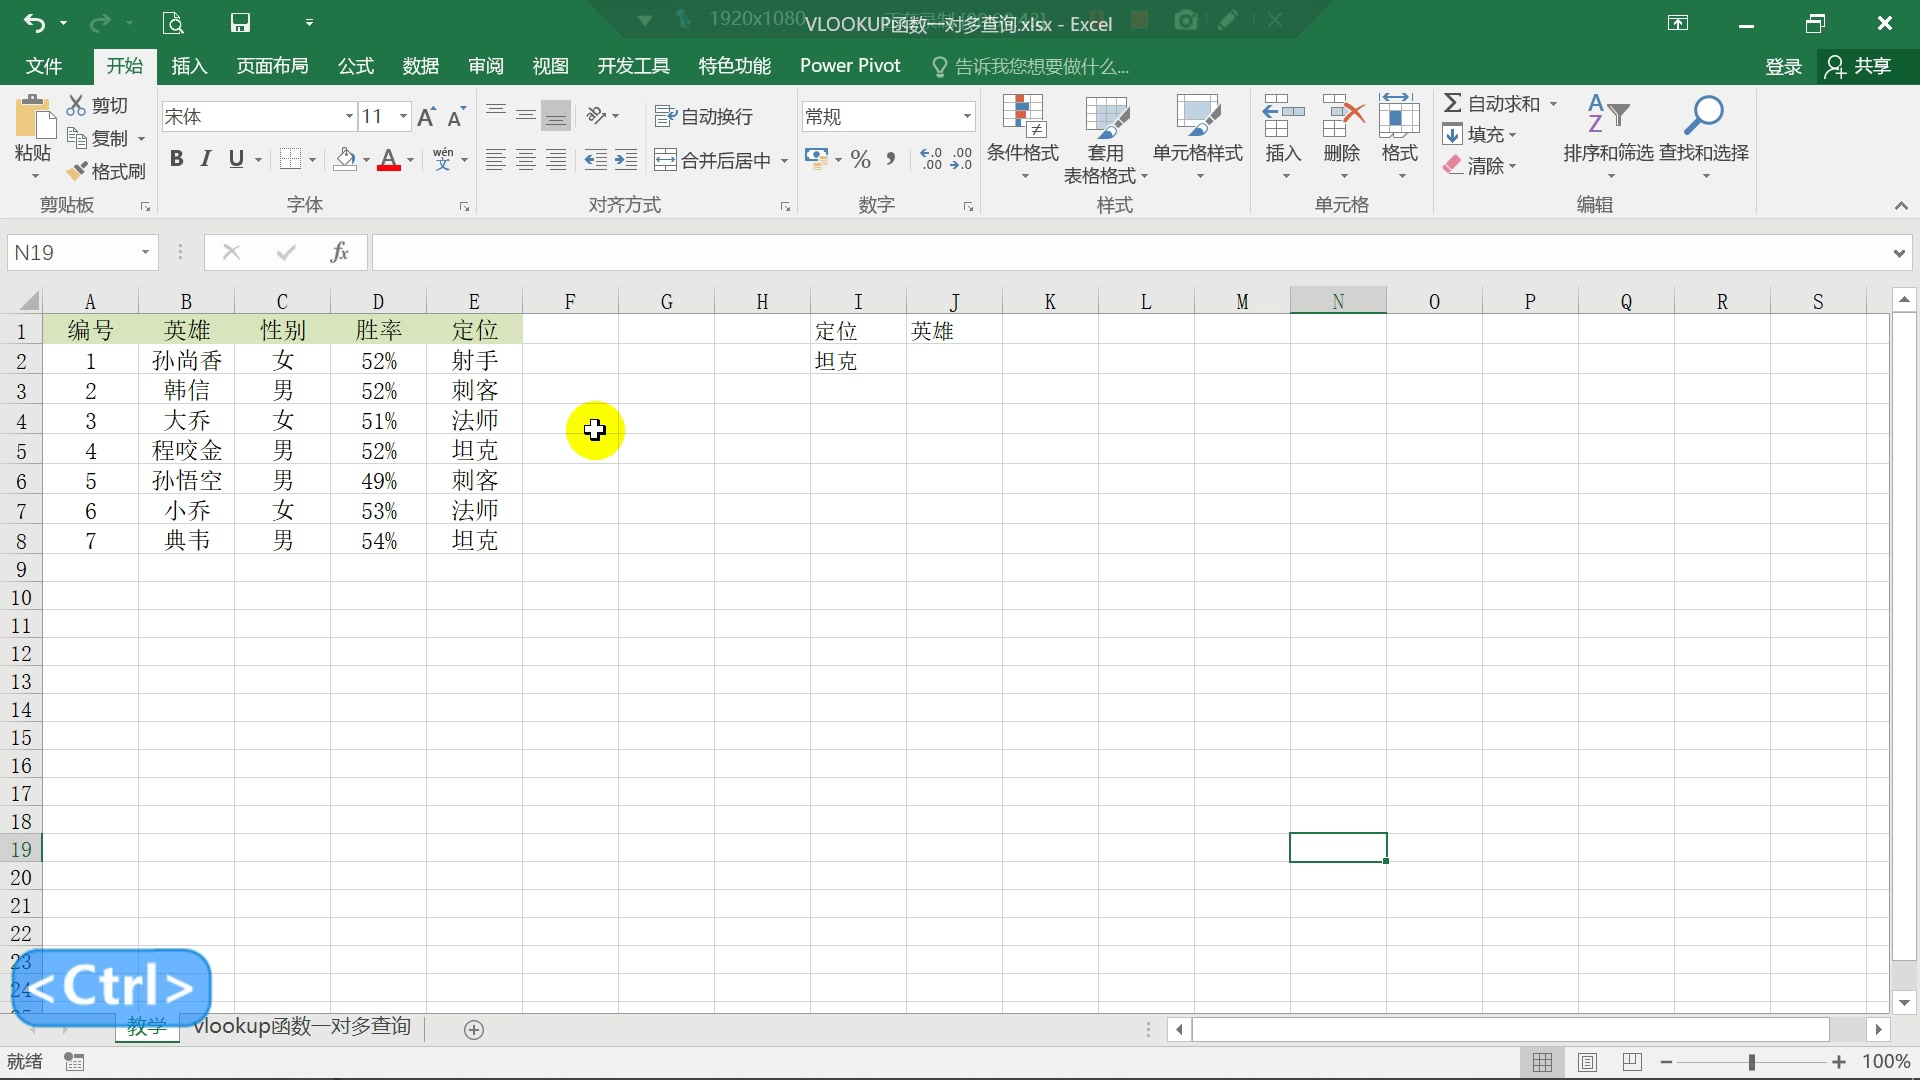 1920x1080
VLOOKUP函数一对多查询.xlsx - Excel
文件 开始 插入 页面布局 公式 数据 审阅 视图 开发工具 特色功能 Power Pivot 告诉我您想要做什么... 登录 共享
粘贴 剪切 复制 格式刷 剪贴板
宋体 11 B I U wén 文 字体
自动换行 合并后居中 对齐方式
常规 % , 数字
条件格式 套用表格格式 单元格样式 样式
插入 删除 格式 单元格
自动求和 填充 清除 排序和筛选 查找和选择 编辑
N19 fx
A B C D E F G H I J K L M N O P Q R S
1 编号 英雄 性别 胜率 定位 定位 英雄
2 1 孙尚香 女 52% 射手 坦克
3 2 韩信 男 52% 刺客
4 3 大乔 女 51% 法师
5 4 程咬金 男 52% 坦克
6 5 孙悟空 男 49% 刺客
7 6 小乔 女 53% 法师
8 7 典韦 男 54% 坦克
9
10
11
12
13
14
15
16
17
18
19
20
21
22
23
24
<Ctrl>
教学 vlookup函数一对多查询
就绪 100%